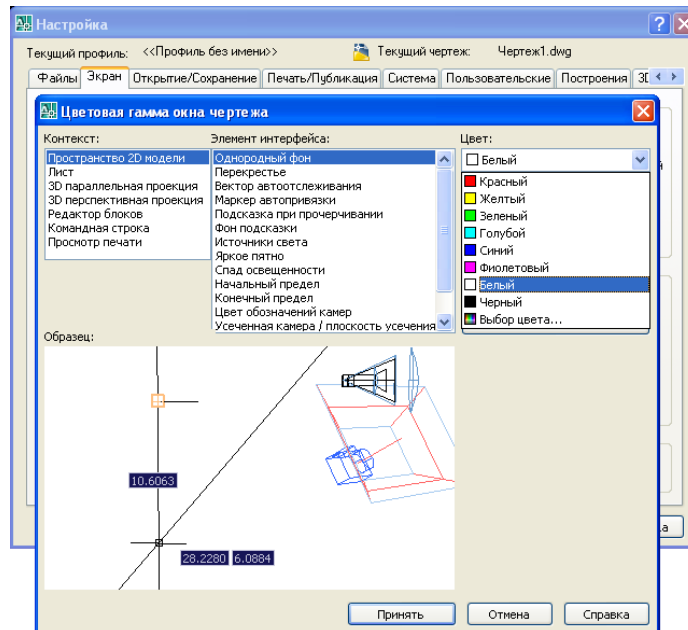 Настройка
Текущий профиль: <<Профиль без имени>> Текущий чертеж: Чертеж1.dwg
Файлы Экран Открытие/Сохранение Печать/Публикация Система Пользовательские Построения
Цветовая гамма окна чертежа
Контекст: Элемент интерфейса: Цвет:
Пространство 2D модели Однородный фон Белый
Лист Перекрестье Красный
3D параллельная проекция Вектор автоотслеживания Желтый
3D перспективная проекция Маркер автопривязки Зеленый
Редактор блоков Подсказка при прочерчивании Голубой
Командная строка Фон подсказки Синий
Просмотр печати Источники света Фиолетовый
Яркое пятно Белый
Спад освещенности Черный
Начальный предел Выбор цвета...
Конечный предел
Цвет обозначений камер
Усеченная камера / плоскость усечения
Образец:
10.6063
28.2280 6.0884
Принять Отмена Справка